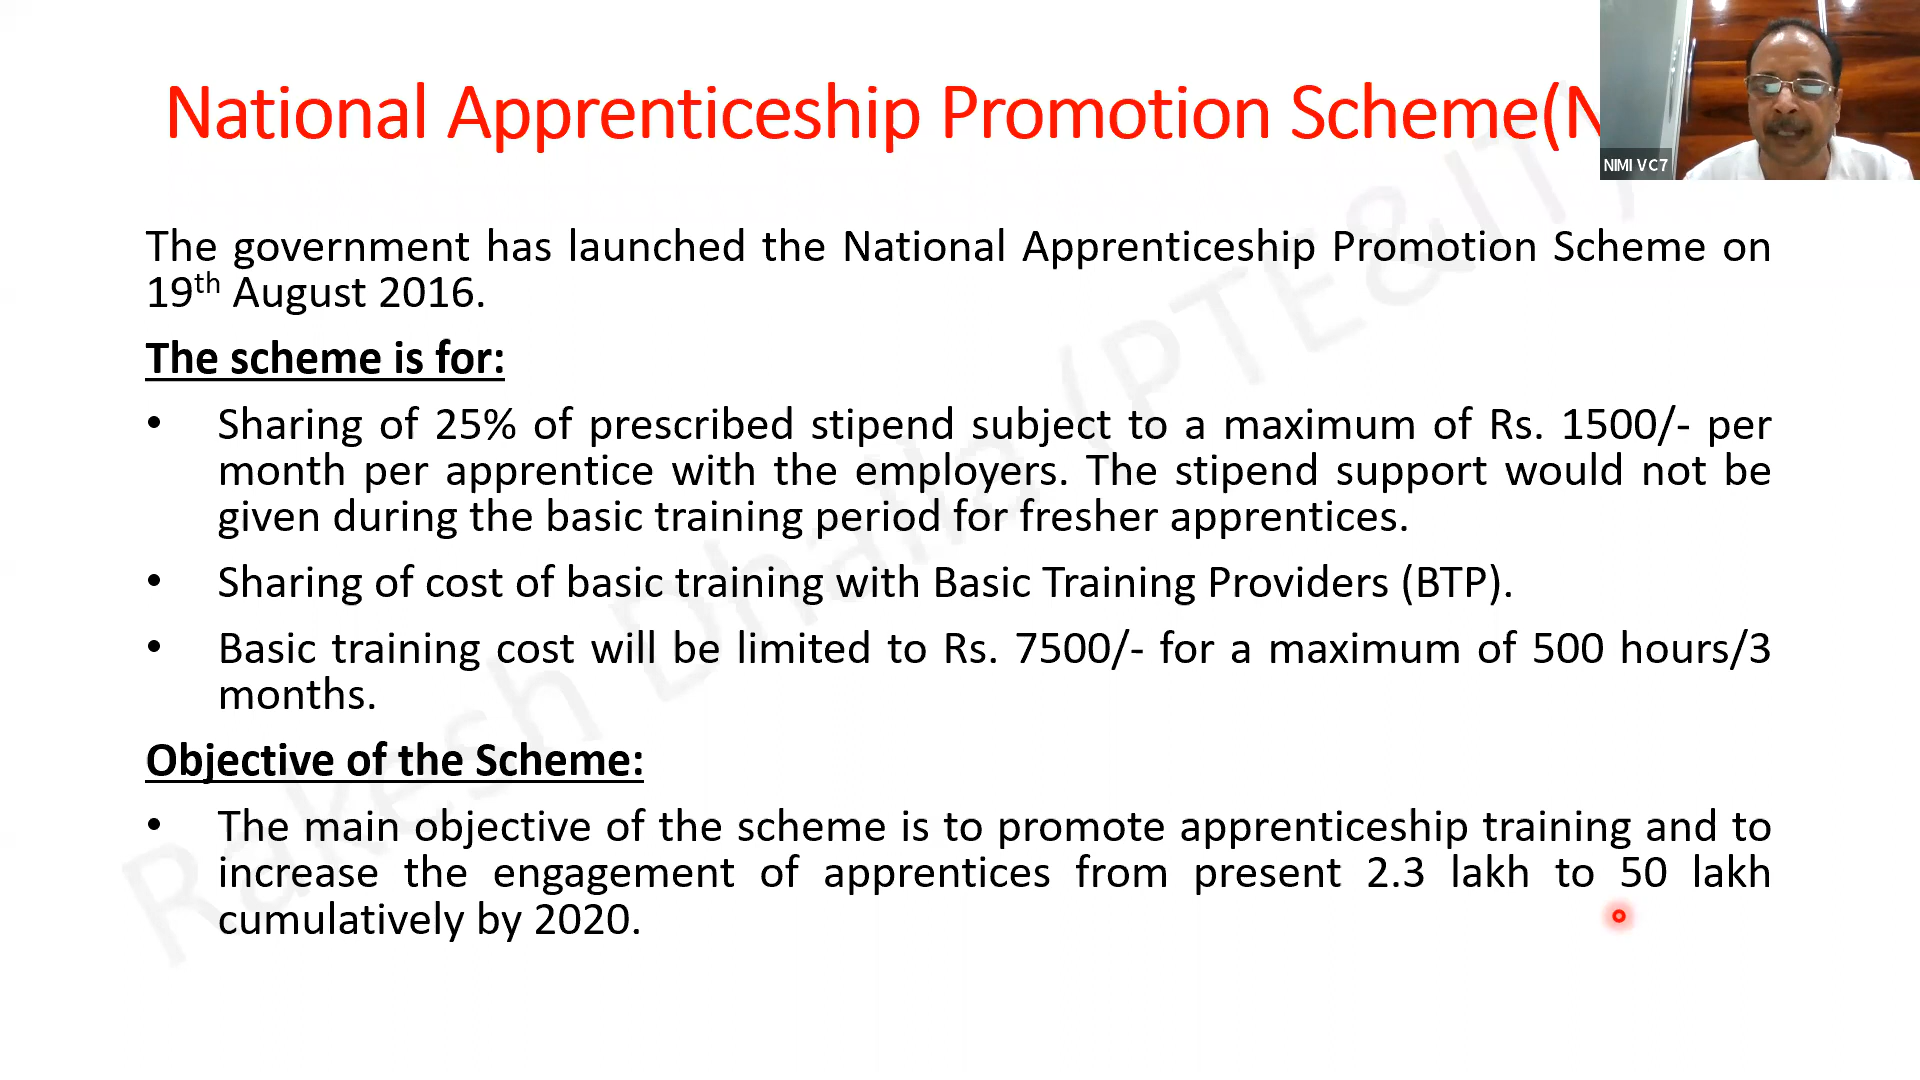 National Apprenticeship Promotion Scheme(N
NIMI VC7
The government has launched the National Apprenticeship Promotion Scheme on
19th August 2016.
The scheme is for:
• Sharing of 25% of prescribed stipend subject to a maximum of Rs. 1500/- per
month per apprentice with the employers. The stipend support would not be
given during the basic training period for fresher apprentices.
• Sharing of cost of basic training with Basic Training Providers (BTP).
• Basic training cost will be limited to Rs. 7500/- for a maximum of 500 hours/3
months.
Objective of the Scheme:
• The main objective of the scheme is to promote apprenticeship training and to
increase the engagement of apprentices from present 2.3 lakh to 50 lakh
cumulatively by 2020.
Rakesh Dhalla (PTE&IT)